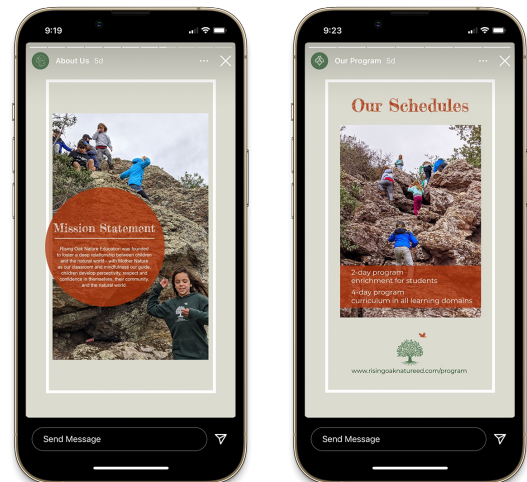 9:19
About Us 5d
Mission Statement
Rising Oak Nature Education was founded
to foster a deep relationship between children
and the natural world - with Mother Nature
as our classroom and mindfulness our guide,
children develop perspectivity, respect and
confidence in themselves, their community,
and the natural world.
Send Message
9:23
Our Program 5d
Our Schedules
2-day program
enrichment for students
4-day program
curriculum in all learning domains
www.risingoaknatureed.com/program
Send Message